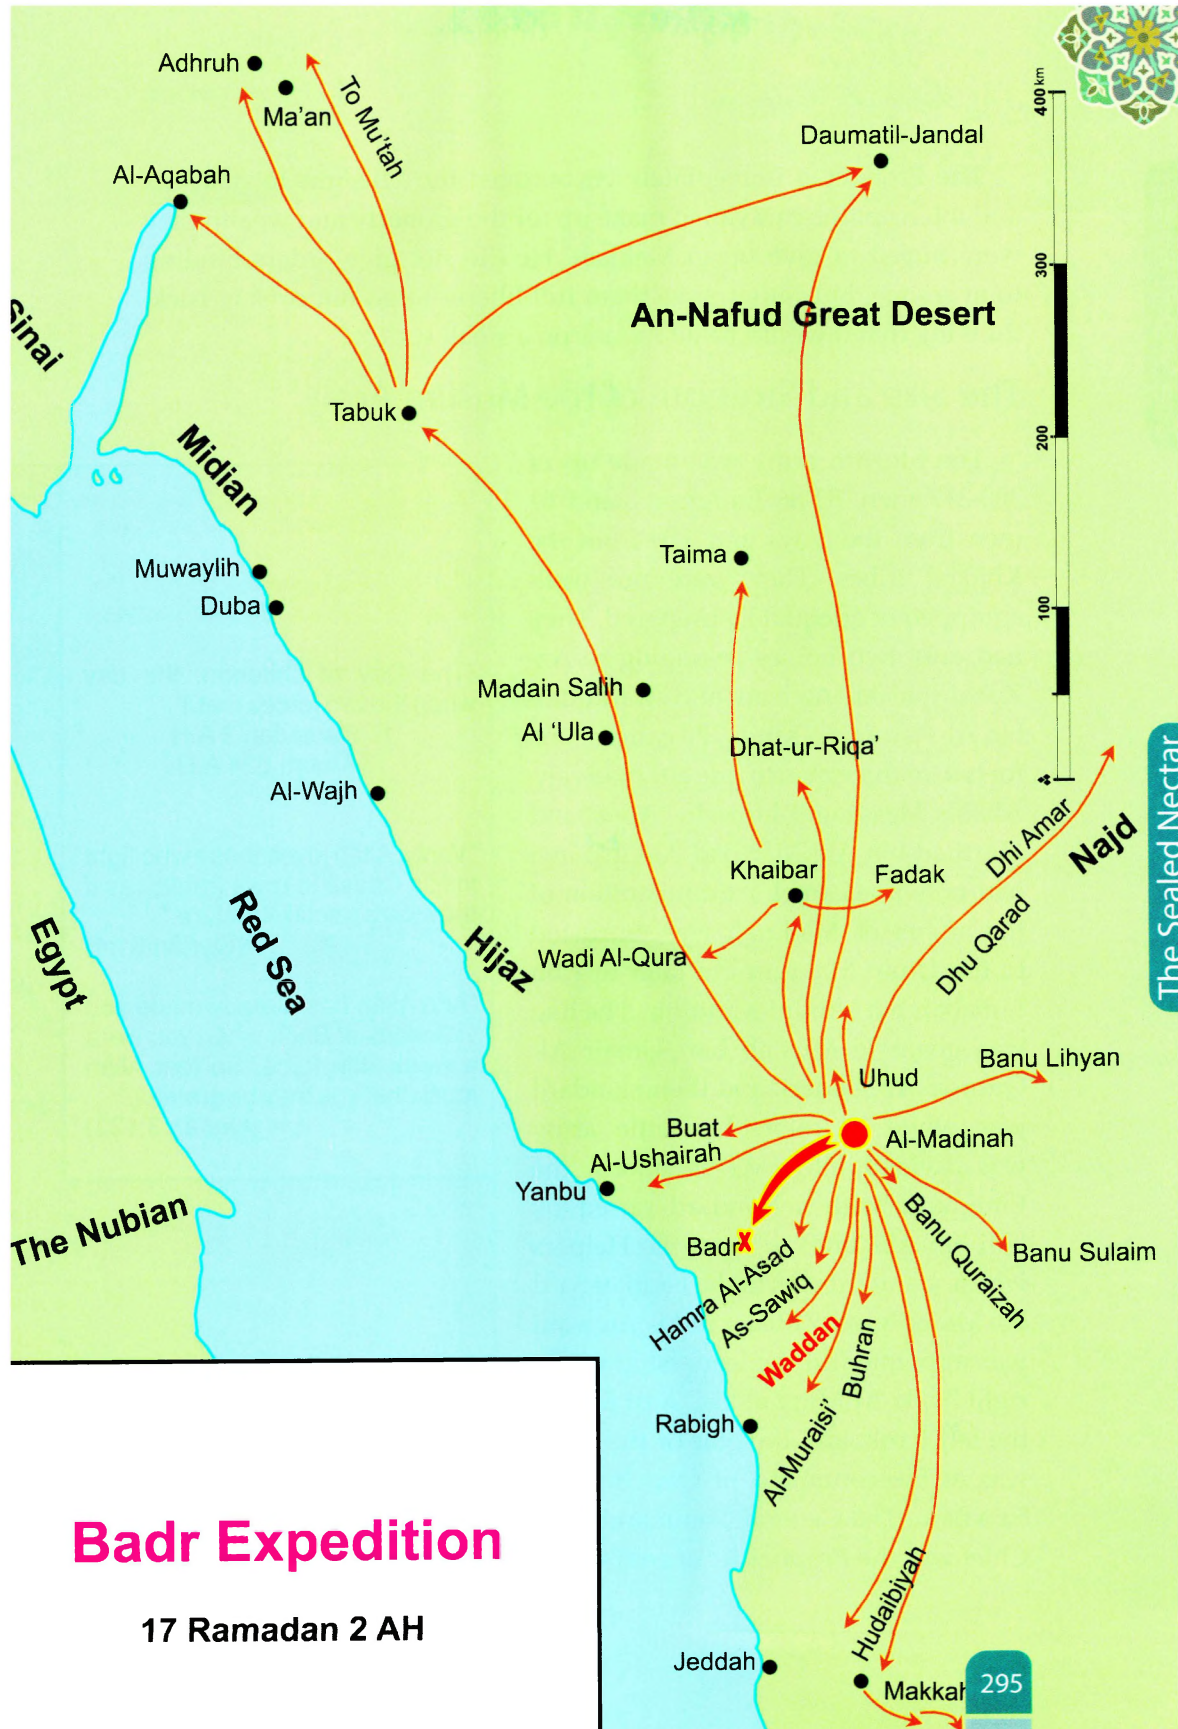 Adhruh
Ma'an
To Mu'tah
Al-Aqabah
Daumatil-Jandal
400 km
300
200
100
Sinai
An-Nafud Great Desert
Tabuk
Midian
Muwaylih
Duba
Taima
Madain Salih
Al 'Ula
Dhat-ur-Riqa'
Al-Wajh
Dhi Amar
Najd
The Sealed Nectar
Khaibar
Fadak
Egypt
Red Sea
Hijaz
Wadi Al-Qura
Dhu Qarad
Uhud
Banu Lihyan
Buat
Al-Madinah
Al-Ushairah
Yanbu
The Nubian
Badr
Banu Quraizah
Banu Sulaim
Hamra Al-Asad
As-Sawiq
Waddan
Buhran
Al-Muraisi'
Rabigh
Badr Expedition
17 Ramadan 2 AH
Hudaibiyah
Jeddah
Makkah
295